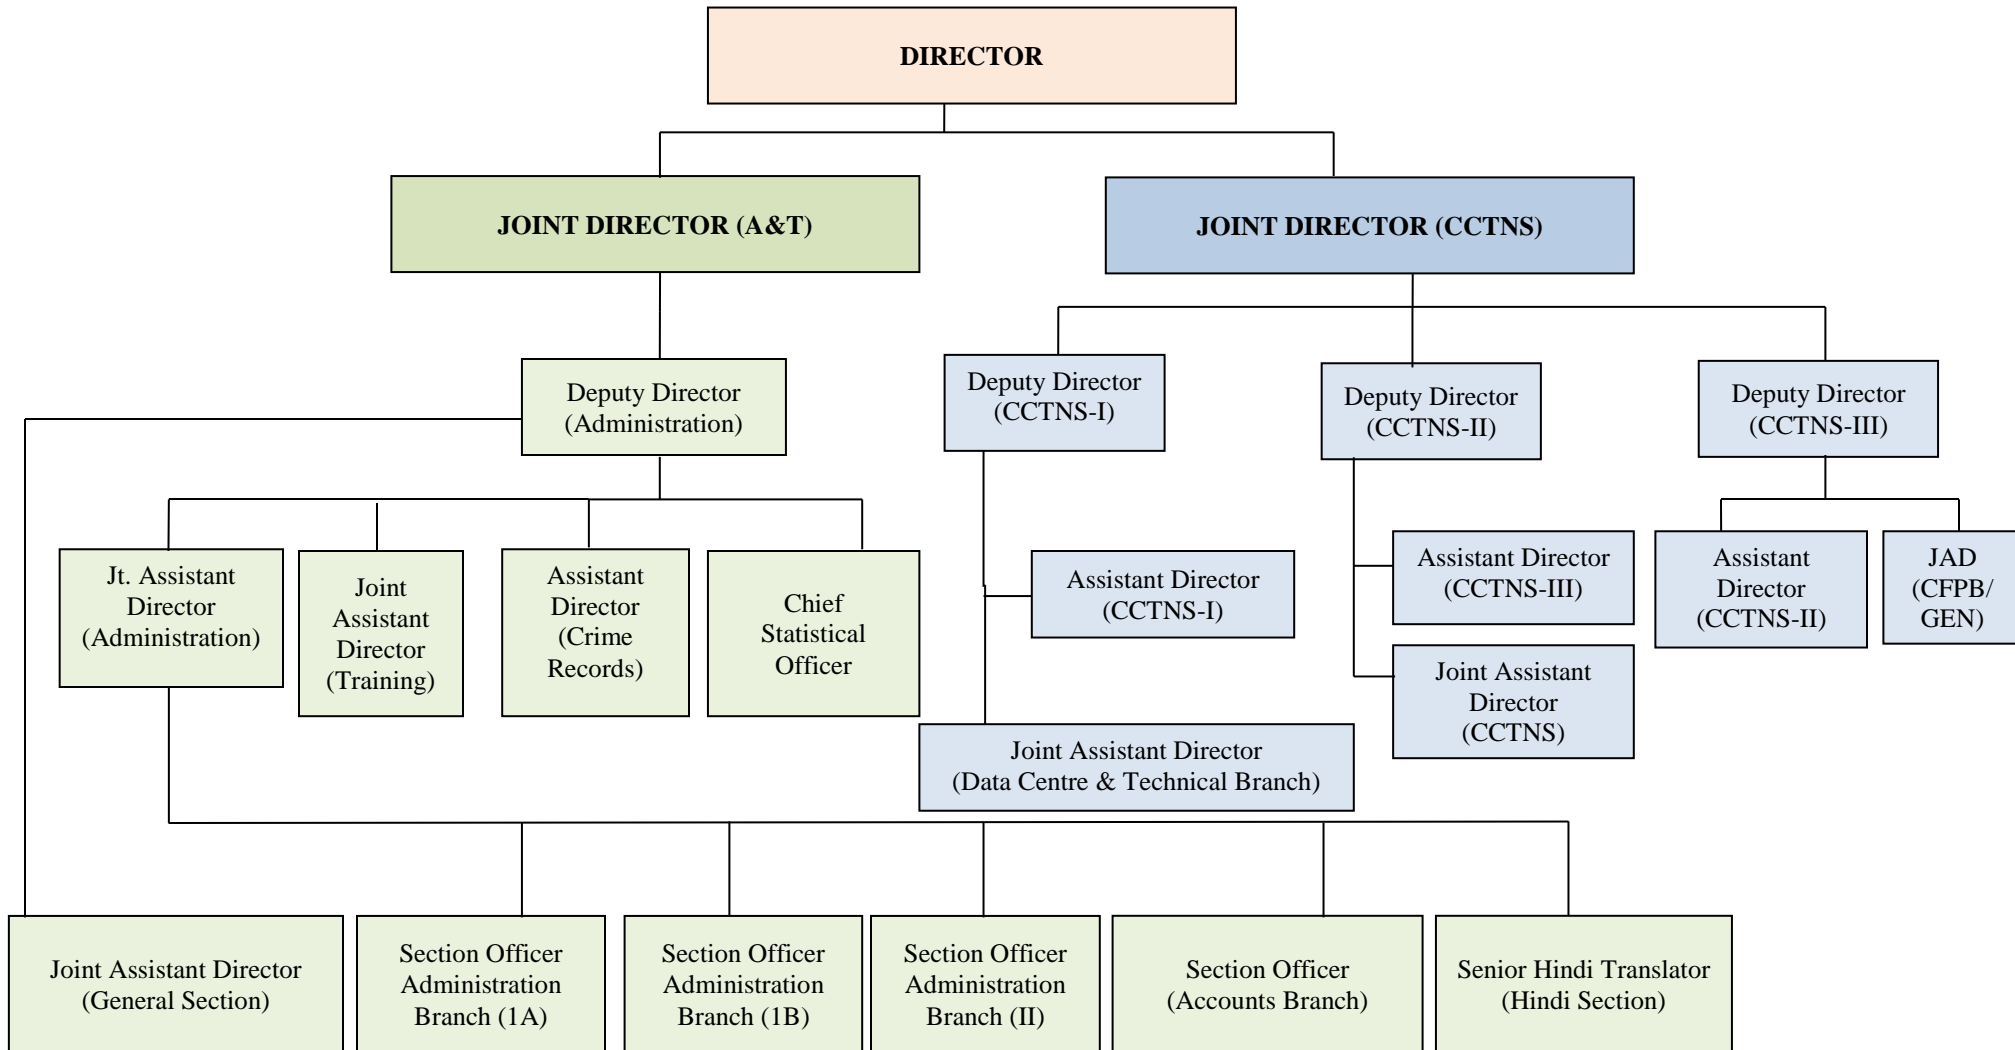 DIRECTOR
JOINT DIRECTOR (A&T)
JOINT DIRECTOR (CCTNS)
Deputy Director
(Administration)
Deputy Director
(CCTNS-I)
Deputy Director
(CCTNS-II)
Deputy Director
(CCTNS-III)
Jt. Assistant
Director
(Administration)
Joint
Assistant
Director
(Training)
Assistant
Director
(Crime
Records)
Chief
Statistical
Officer
Assistant Director
(CCTNS-I)
Assistant Director
(CCTNS-III)
Assistant
Director
(CCTNS-II)
JAD
(CFPB/
GEN)
Joint Assistant
Director
(CCTNS)
Joint Assistant Director
(Data Centre & Technical Branch)
Joint Assistant Director
(General Section)
Section Officer
Administration
Branch (1A)
Section Officer
Administration
Branch (1B)
Section Officer
Administration
Branch (II)
Section Officer
(Accounts Branch)
Senior Hindi Translator
(Hindi Section)